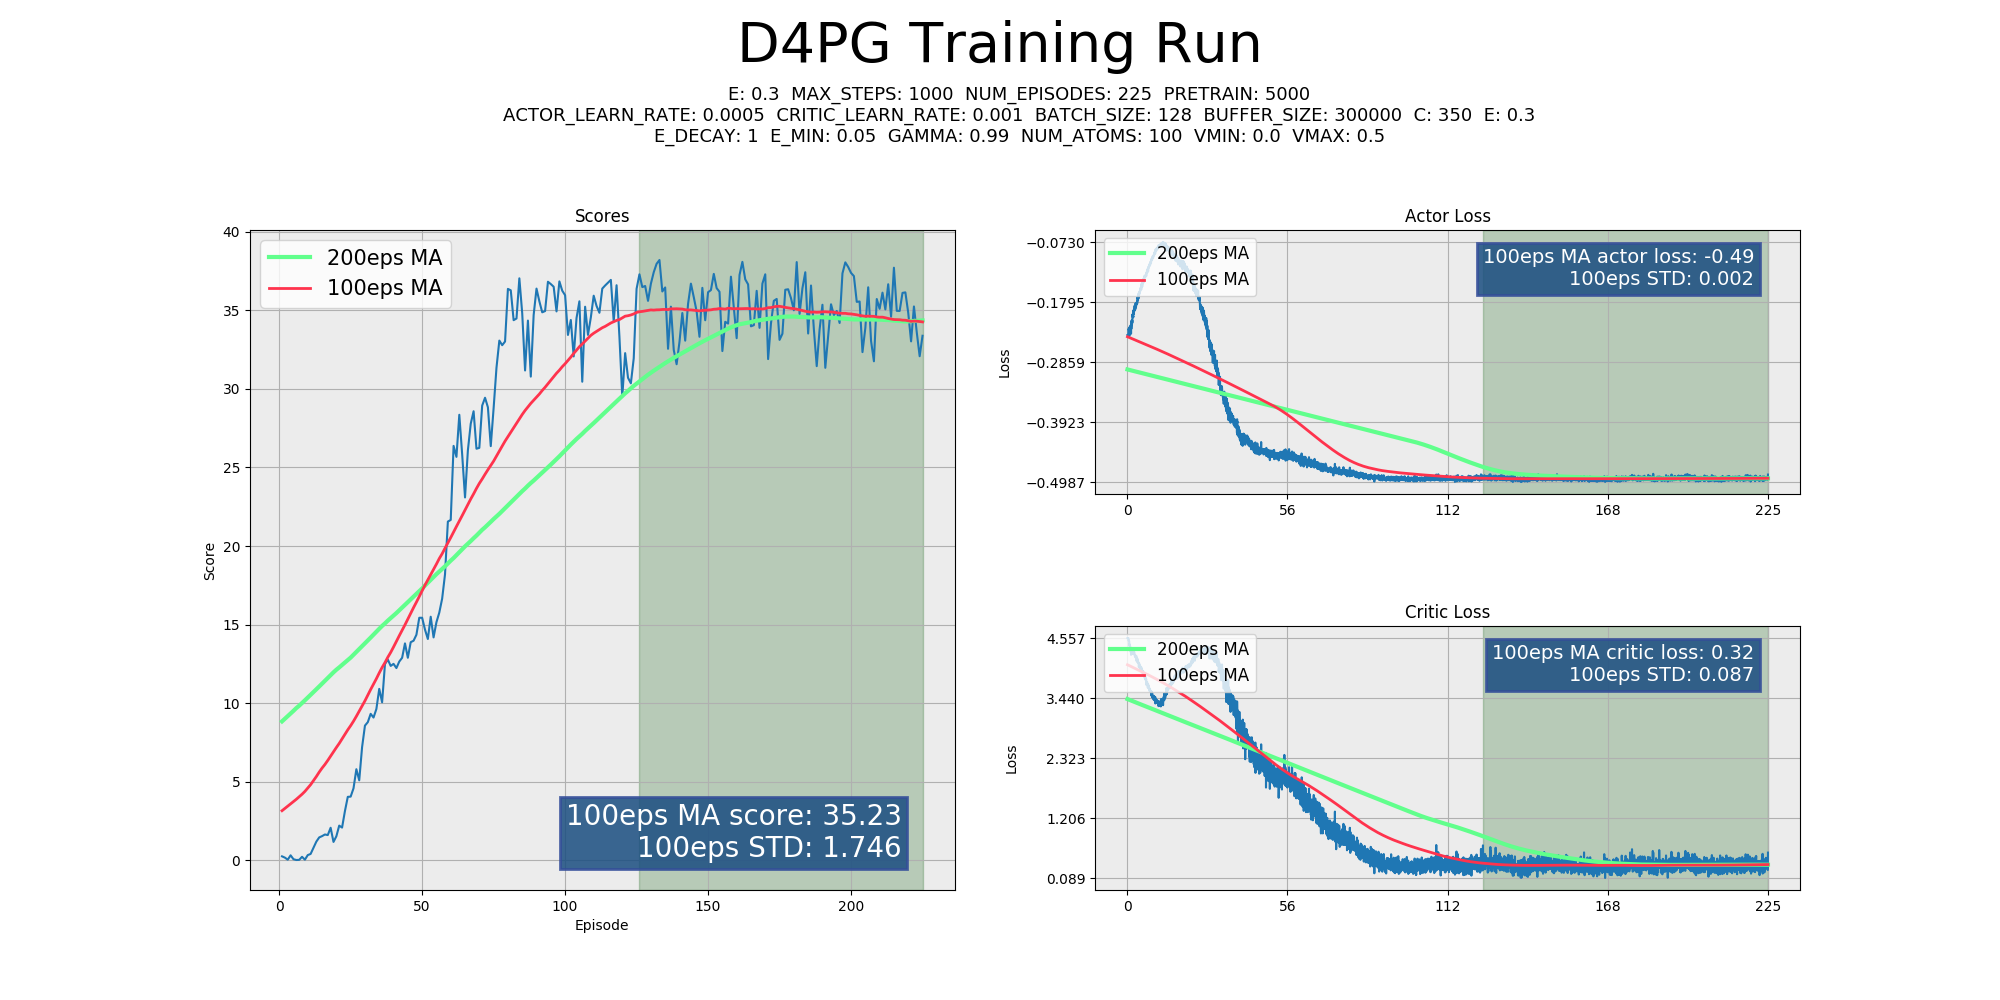 D4PG Training Run
E: 0.3  MAX_STEPS: 1000  NUM_EPISODES: 225  PRETRAIN: 5000
ACTOR_LEARN_RATE: 0.0005  CRITIC_LEARN_RATE: 0.001  BATCH_SIZE: 128  BUFFER_SIZE: 300000  C: 350  E: 0.3
E_DECAY: 1  E_MIN: 0.05  GAMMA: 0.99  NUM_ATOMS: 100  VMIN: 0.0  VMAX: 0.5
Scores
40
35
30
25
20
15
10
5
0
Score
200eps MA
100eps MA
100eps MA score: 35.23
100eps STD: 1.746
0 50 100 150 200
Episode
Actor Loss
−0.0730
−0.1795
−0.2859
−0.3923
−0.4987
Loss
200eps MA
100eps MA
100eps MA actor loss: -0.49
100eps STD: 0.002
0 56 112 168 225
Critic Loss
4.557
3.440
2.323
1.206
0.089
Loss
200eps MA
100eps MA
100eps MA critic loss: 0.32
100eps STD: 0.087
0 56 112 168 225